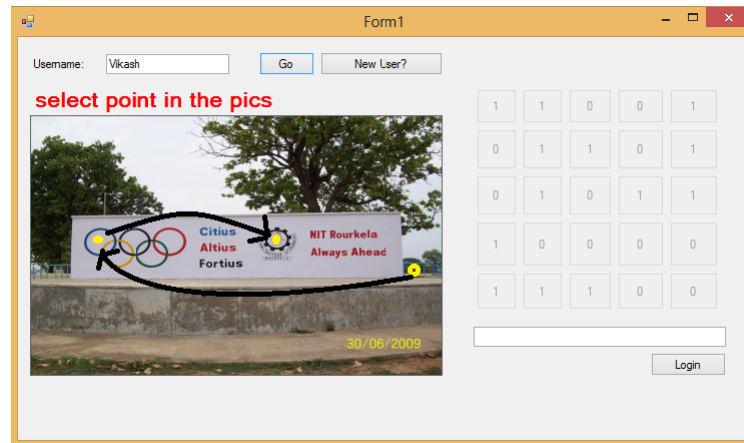 Form1
Username:
Vikash
Go
New User?
select point in the pics
Citius
Altius
Fortius
NIT Rourkela
Always Ahead
30/06/2009
1 1 0 0 1
0 1 1 0 1
0 1 0 1 1
1 0 0 0 0
1 1 1 0 0
Login